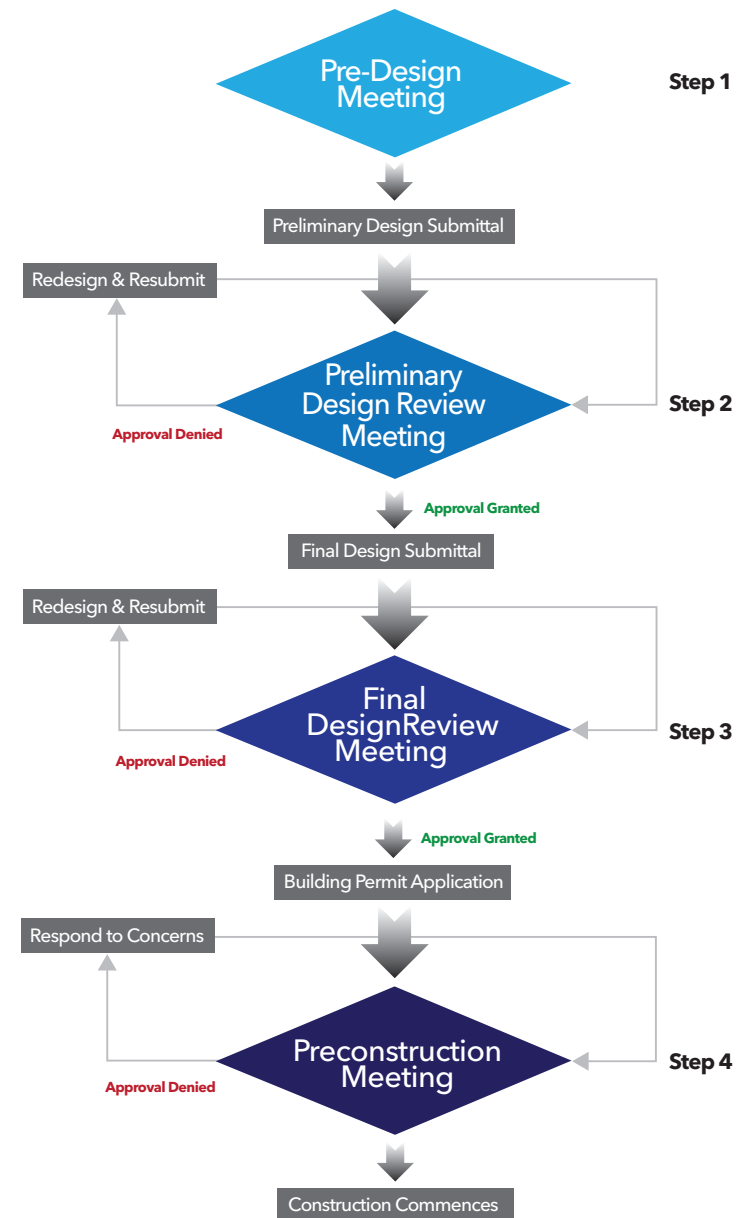 Pre-Design
Meeting
Step 1
Preliminary Design Submittal
Redesign & Resubmit
Preliminary
Design Review
Meeting
Step 2
Approval Denied
Approval Granted
Final Design Submittal
Redesign & Resubmit
Final
DesignReview
Meeting
Step 3
Approval Denied
Approval Granted
Building Permit Application
Respond to Concerns
Preconstruction
Meeting
Step 4
Approval Denied
Construction Commences